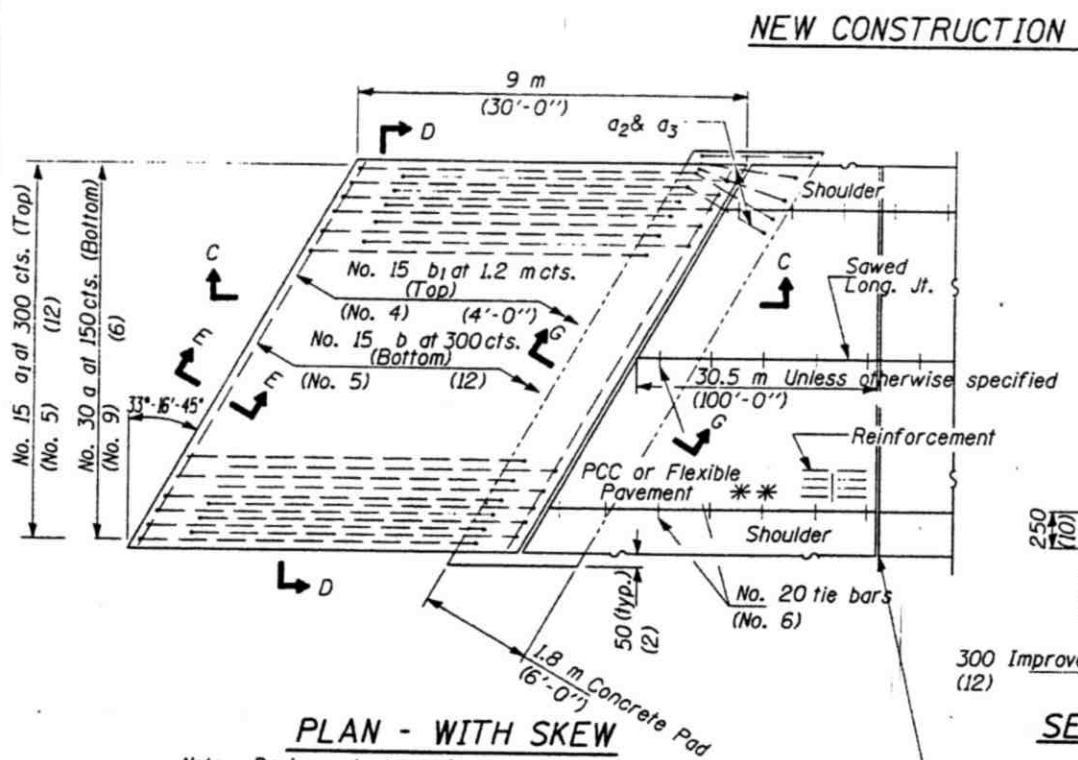 NEW CONSTRUCTION
9 m
(30'-0")
D
a2 & a3
Shoulder
No. 15 a1 at 300 cts. (Top)
(No. 5) (12)
No. 30 a at 150 cts. (Bottom)
(No. 9) (6)
C
No. 15 b1 at 1.2 m cts.
(Top)
(No. 4) (4'-0")
C
Sawed
Long. Jt.
No. 15 b at 300 cts.
(Bottom)
(No. 5) (12)
G
E
E
30.5 m Unless otherwise specified
(100'-0")
33°-16'-45"
G
Reinforcement
PCC or Flexible
Pavement
**
Shoulder
250
(10)
D
50 (typ.)
(2)
No. 20 tie bars
(No. 6)
1.8 m Concrete Pad
(6'-0")
300 Improve
(12)
PLAN - WITH SKEW
SE